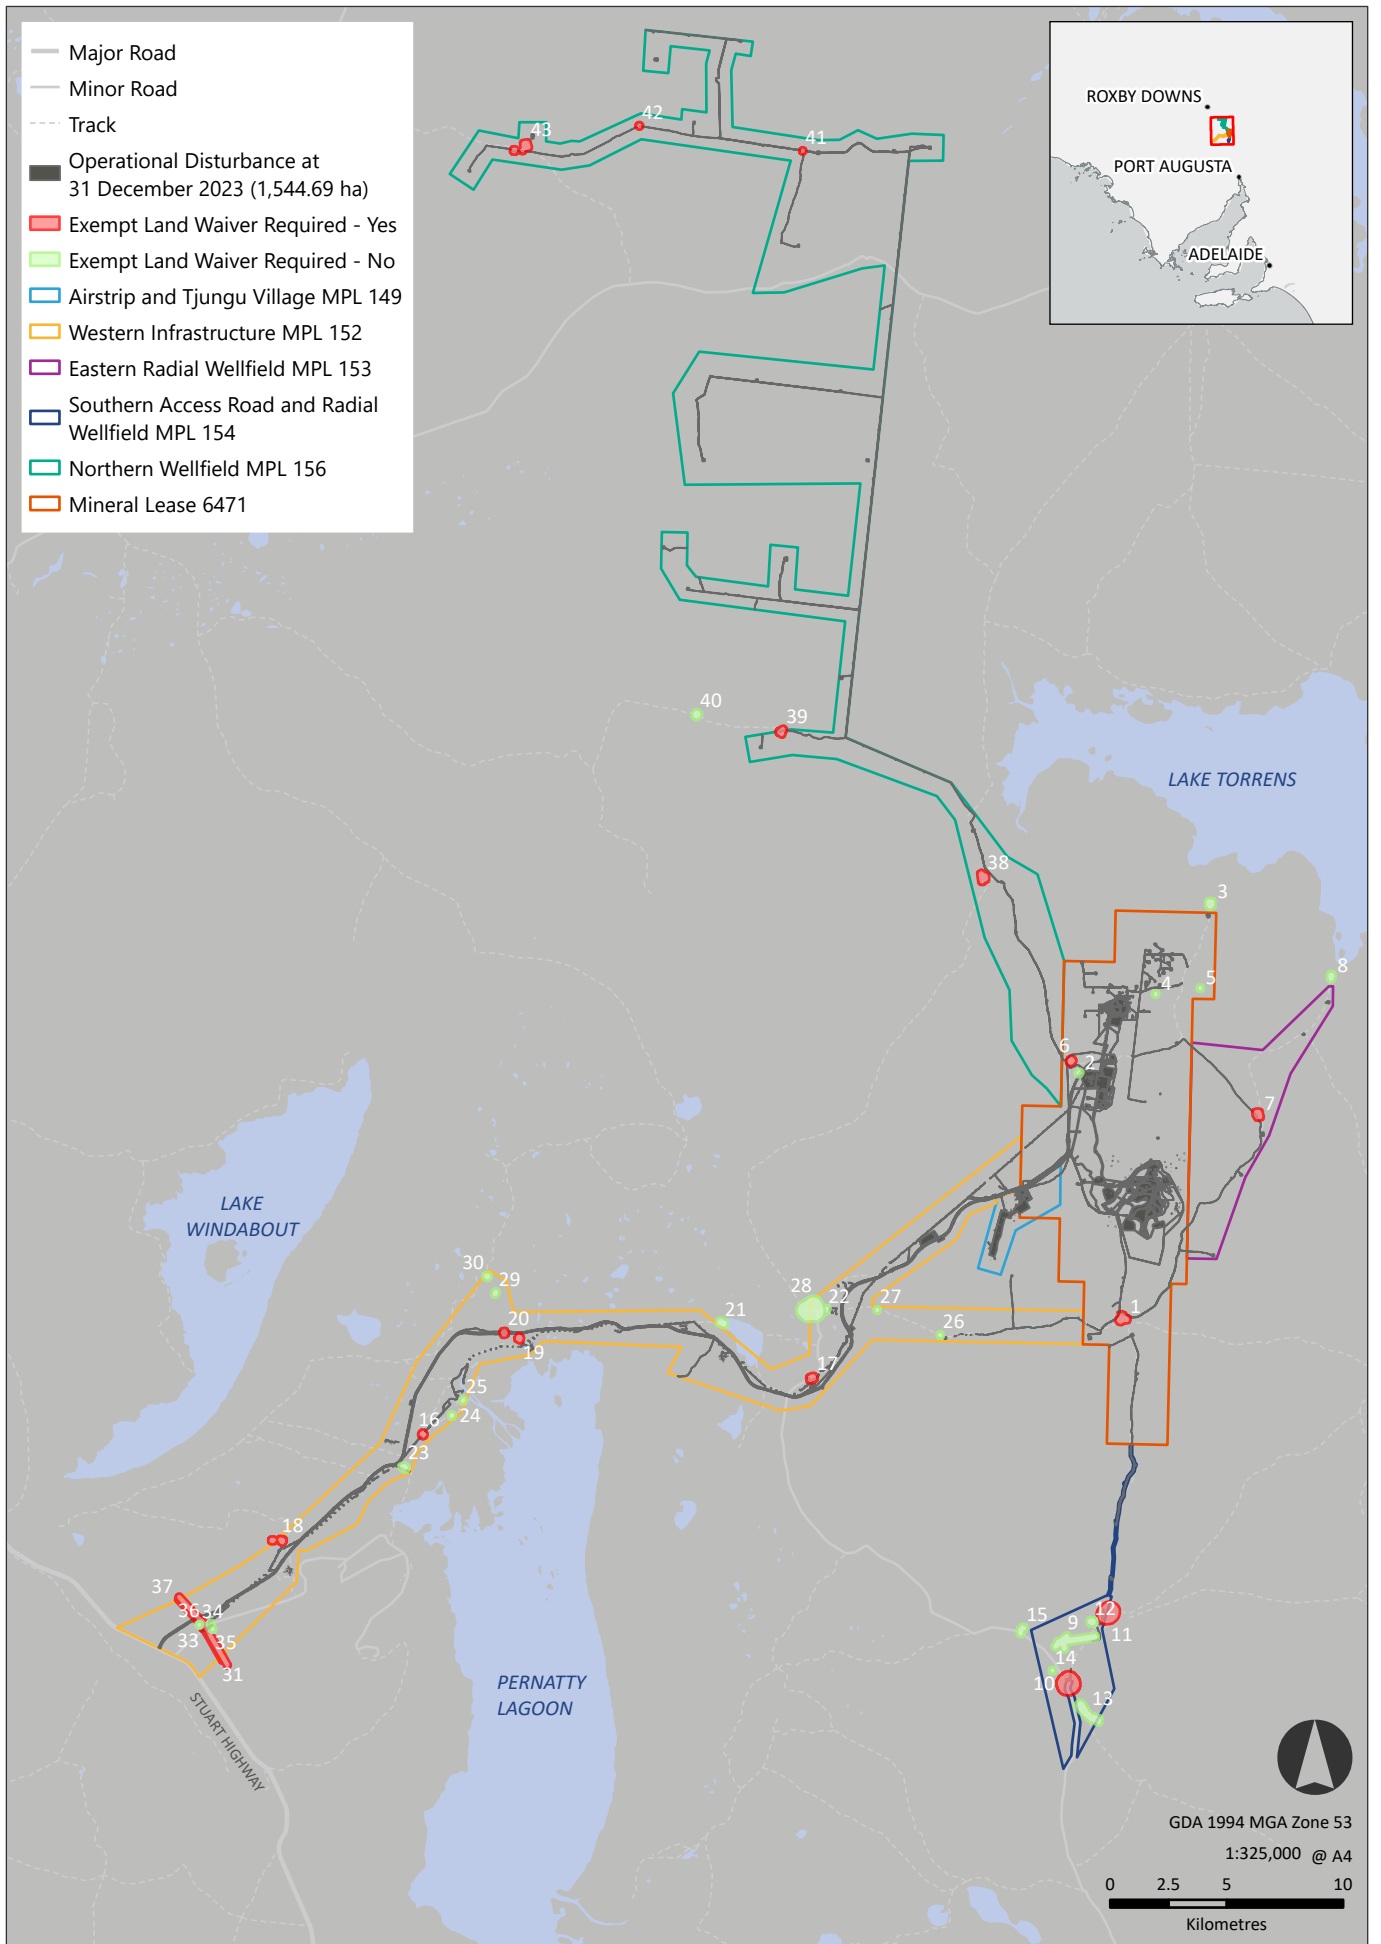 Major Road
Minor Road
Track
Operational Disturbance at
31 December 2023 (1,544.69 ha)
Exempt Land Waiver Required - Yes
Exempt Land Waiver Required - No
Airstrip and Tjungu Village MPL 149
Western Infrastructure MPL 152
Eastern Radial Wellfield MPL 153
Southern Access Road and Radial
Wellfield MPL 154
Northern Wellfield MPL 156
Mineral Lease 6471
ROXBY DOWNS
PORT AUGUSTA
ADELAIDE
42
43
41
40
39
LAKE TORRENS
38
3
8
4
5
6
2
7
LAKE
WINDABOUT
30
29
28
22
27
21
20
19
26
1
17
25
24
16
23
18
37
36
34
33
35
31
15
9
12
11
14
10
13
PERNATTY
LAGOON
STUART HIGHWAY
GDA 1994 MGA Zone 53
1:325,000 @ A4
0 2.5 5 10
Kilometres